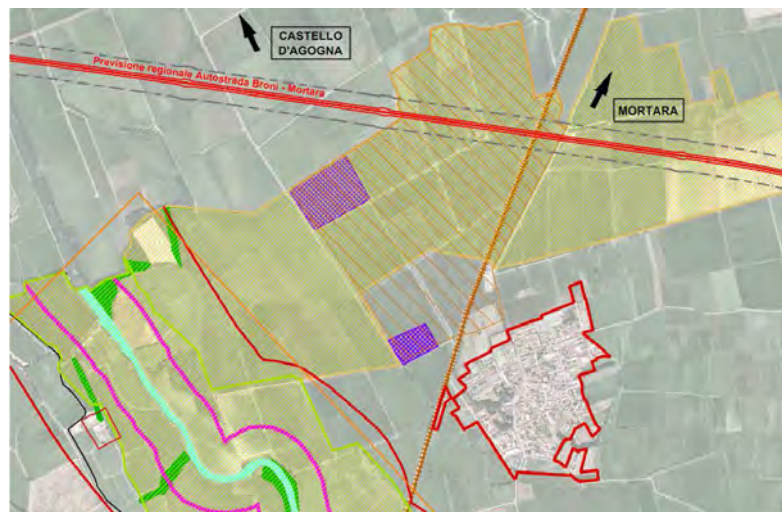 CASTELLO
D'AGOGNA
Previsione regionale Autostrada Broni - Mortara
MORTARA